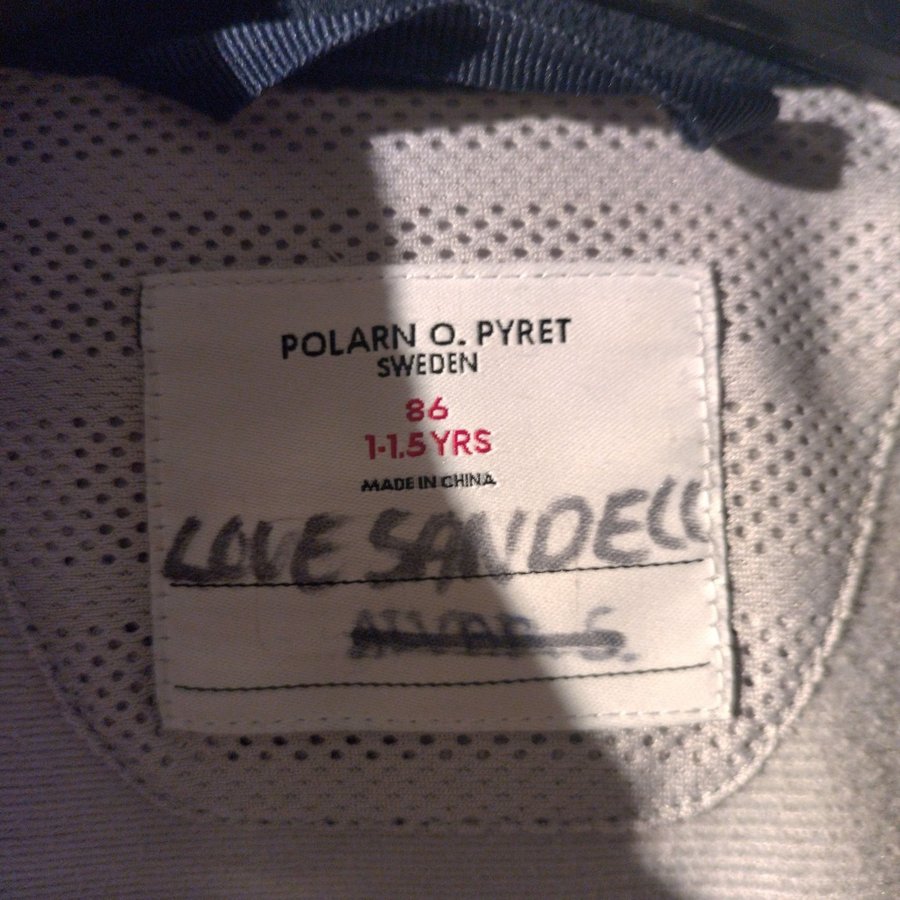 POLARN O. PYRET
SWEDEN
86
1-1.5 YRS
MADE IN CHINA
LOVE SANDELL
S.